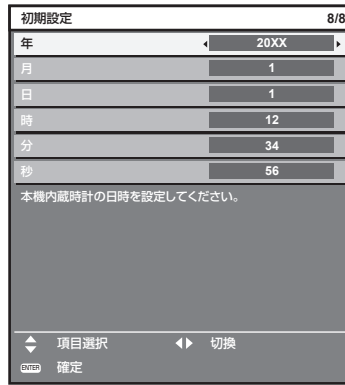 初期設定 8/8
年 20XX
月 1
日 1
時 12
分 34
秒 56
本機内蔵時計の日時を設定してください。
項目選択 切換
ENTER 確定